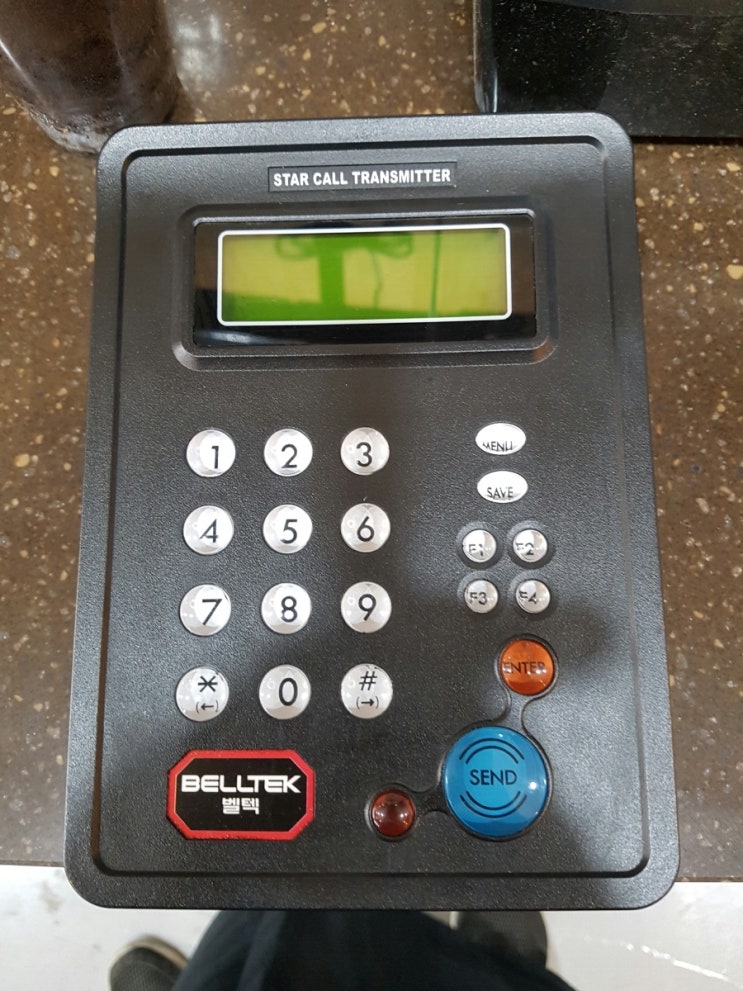 STAR CALL TRANSMITTER
1 2 3
MENU
SAVE
4 5 6
F1 F2
7 8 9
F3 F4
ENTER
* 0 #
(←) (→)
SEND
BELLTEK
벨텍